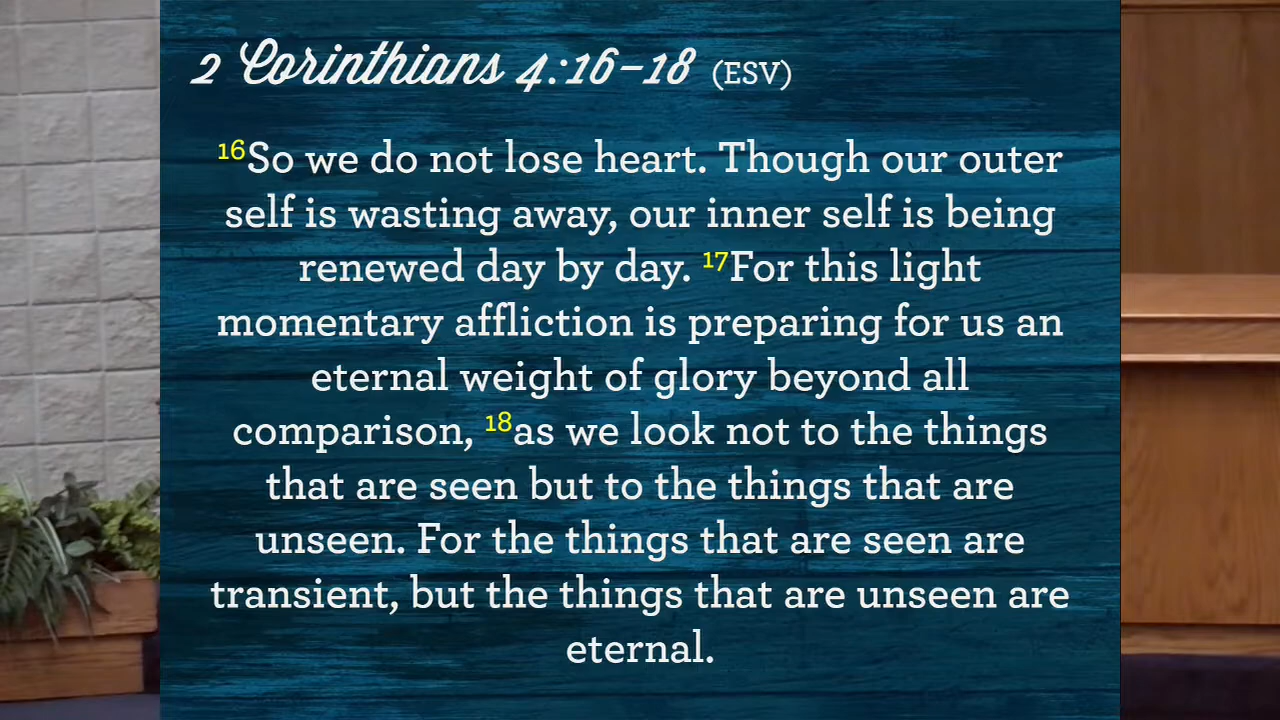 2 Corinthians 4:16–18 (ESV)
16So we do not lose heart. Though our outer
self is wasting away, our inner self is being
renewed day by day. 17For this light
momentary affliction is preparing for us an
eternal weight of glory beyond all
comparison, 18as we look not to the things
that are seen but to the things that are
unseen. For the things that are seen are
transient, but the things that are unseen are
eternal.